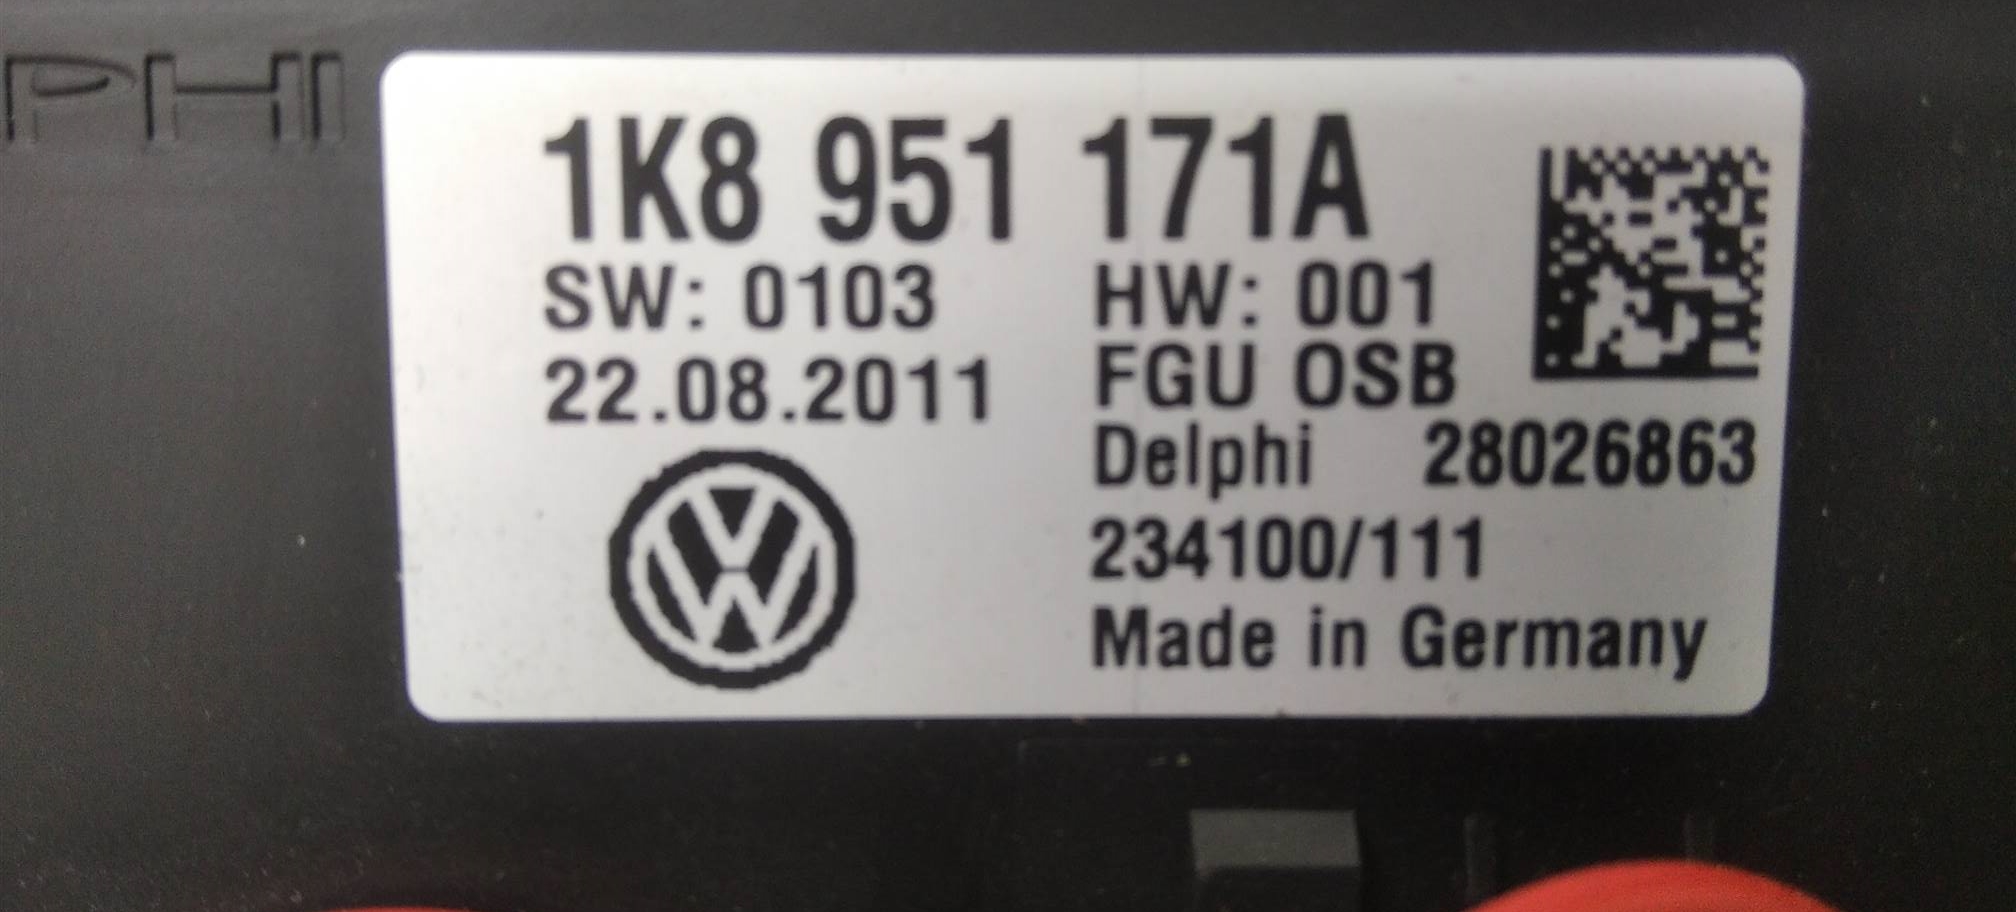 PHI
1K8 951 171A
SW: 0103 HW: 001
22.08.2011 FGU OSB
Delphi 28026863
234100/111
Made in Germany
VW